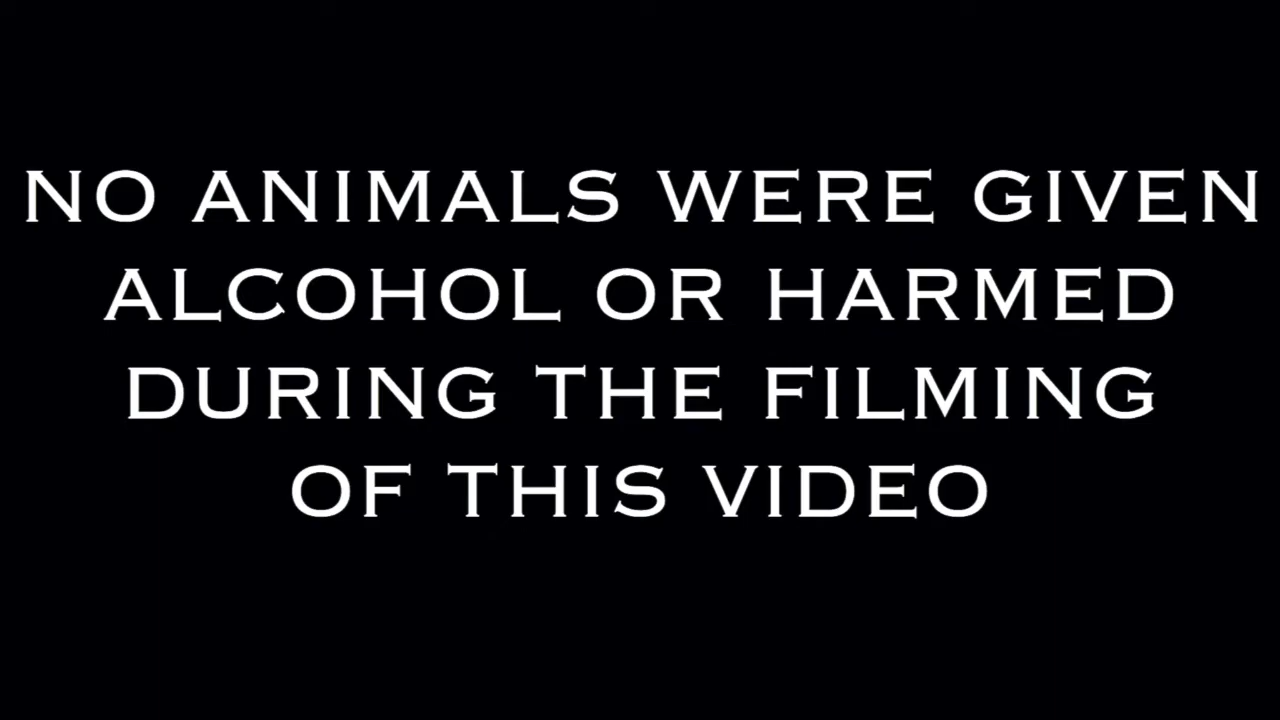 NO ANIMALS WERE GIVEN
ALCOHOL OR HARMED
DURING THE FILMING
OF THIS VIDEO